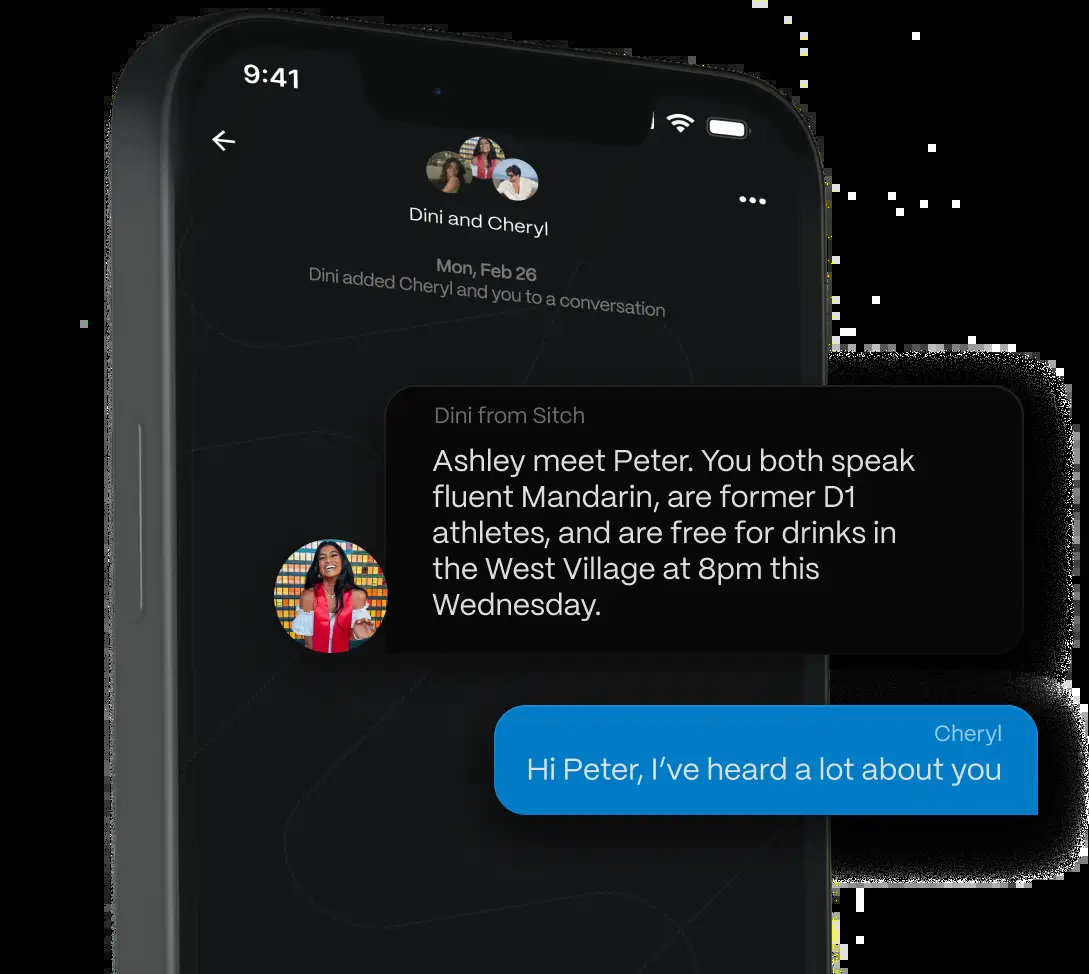 9:41
Dini and Cheryl
Mon, Feb 26
Dini added Cheryl and you to a conversation
Dini from Sitch
Ashley meet Peter. You both speak
fluent Mandarin, are former D1
athletes, and are free for drinks in
the West Village at 8pm this
Wednesday.
Cheryl
Hi Peter, I’ve heard a lot about you